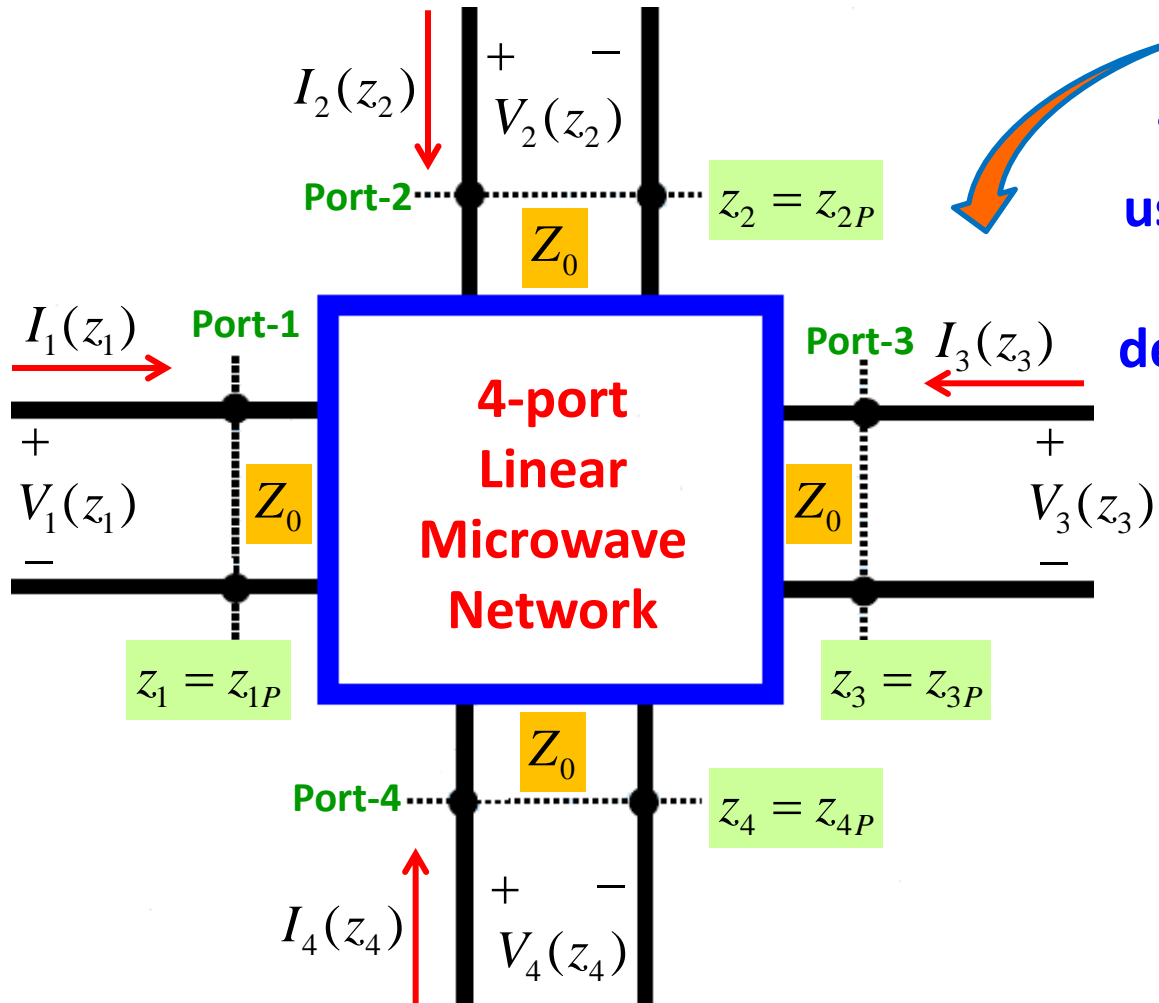 I₂(z₂)
+ −
V₂(z₂)
Port-2
z₂ = z₂P
Z₀
I₁(z₁)
Port-1
+
V₁(z₁)
−
Z₀
z₁ = z₁P
4-port
Linear
Microwave
Network
Port-3
I₃(z₃)
+
V₃(z₃)
−
Z₀
z₃ = z₃P
Z₀
Port-4
z₄ = z₄P
I₄(z₄)
+ −
V₄(z₄)
us
de